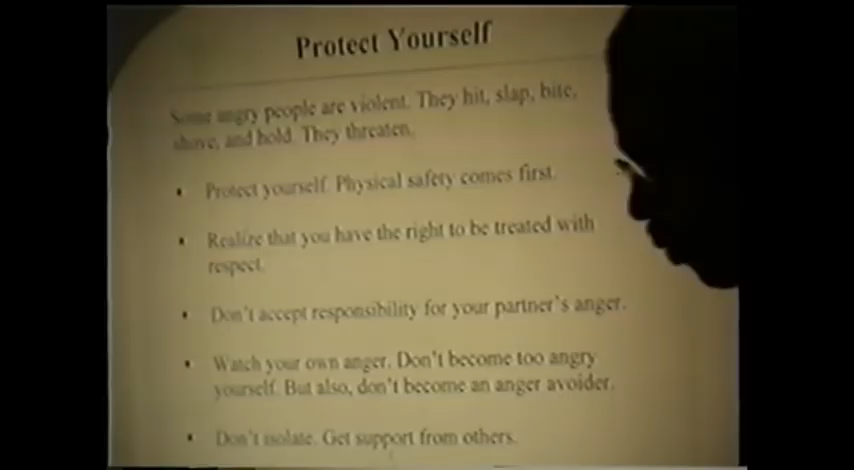 Protect Yourself
Some angry people are violent. They hit, slap, bite,
shove, and hold. They threaten.
• Protect yourself. Physical safety comes first.
• Realize that you have the right to be treated with
respect.
• Don't accept responsibility for your partner's anger.
• Watch your own anger. Don't become too angry
yourself. But also, don't become an anger avoider.
• Don't isolate. Get support from others.